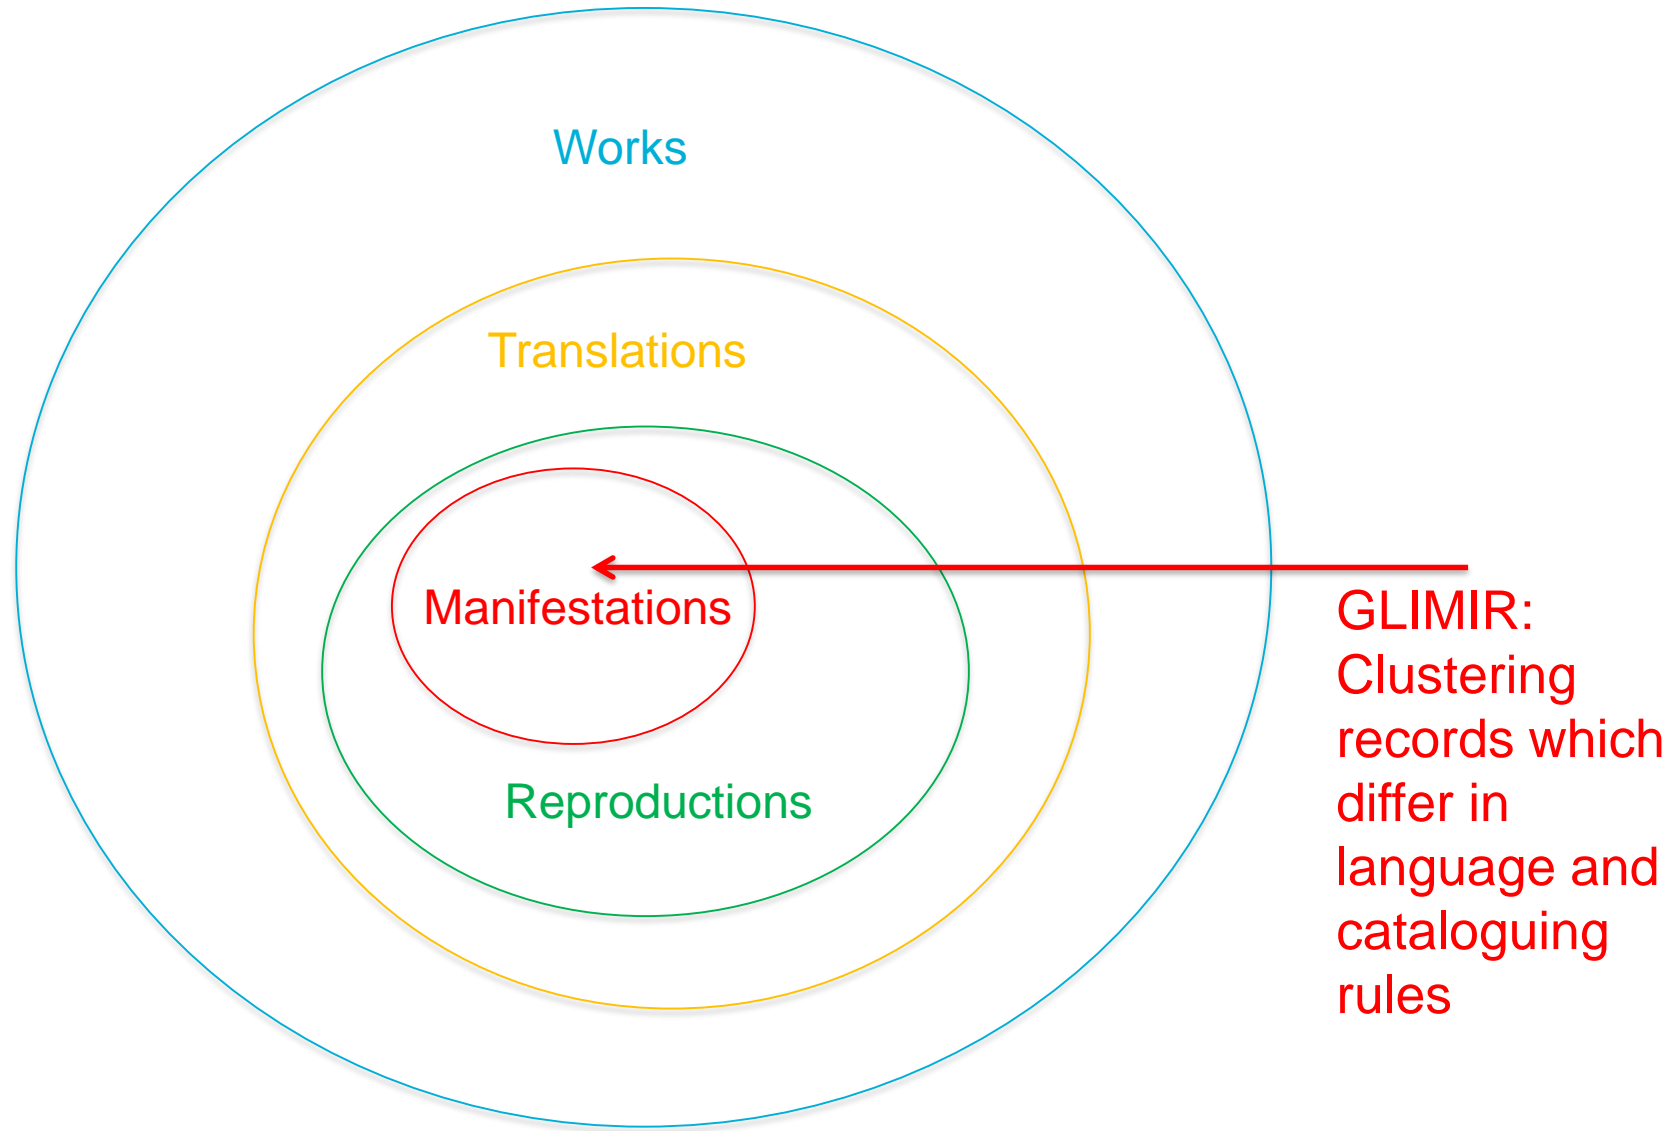 Works
Translations
Manifestations
Reproductions
GLIMIR:
Clustering
records which
differ in
language and
cataloguing
rules